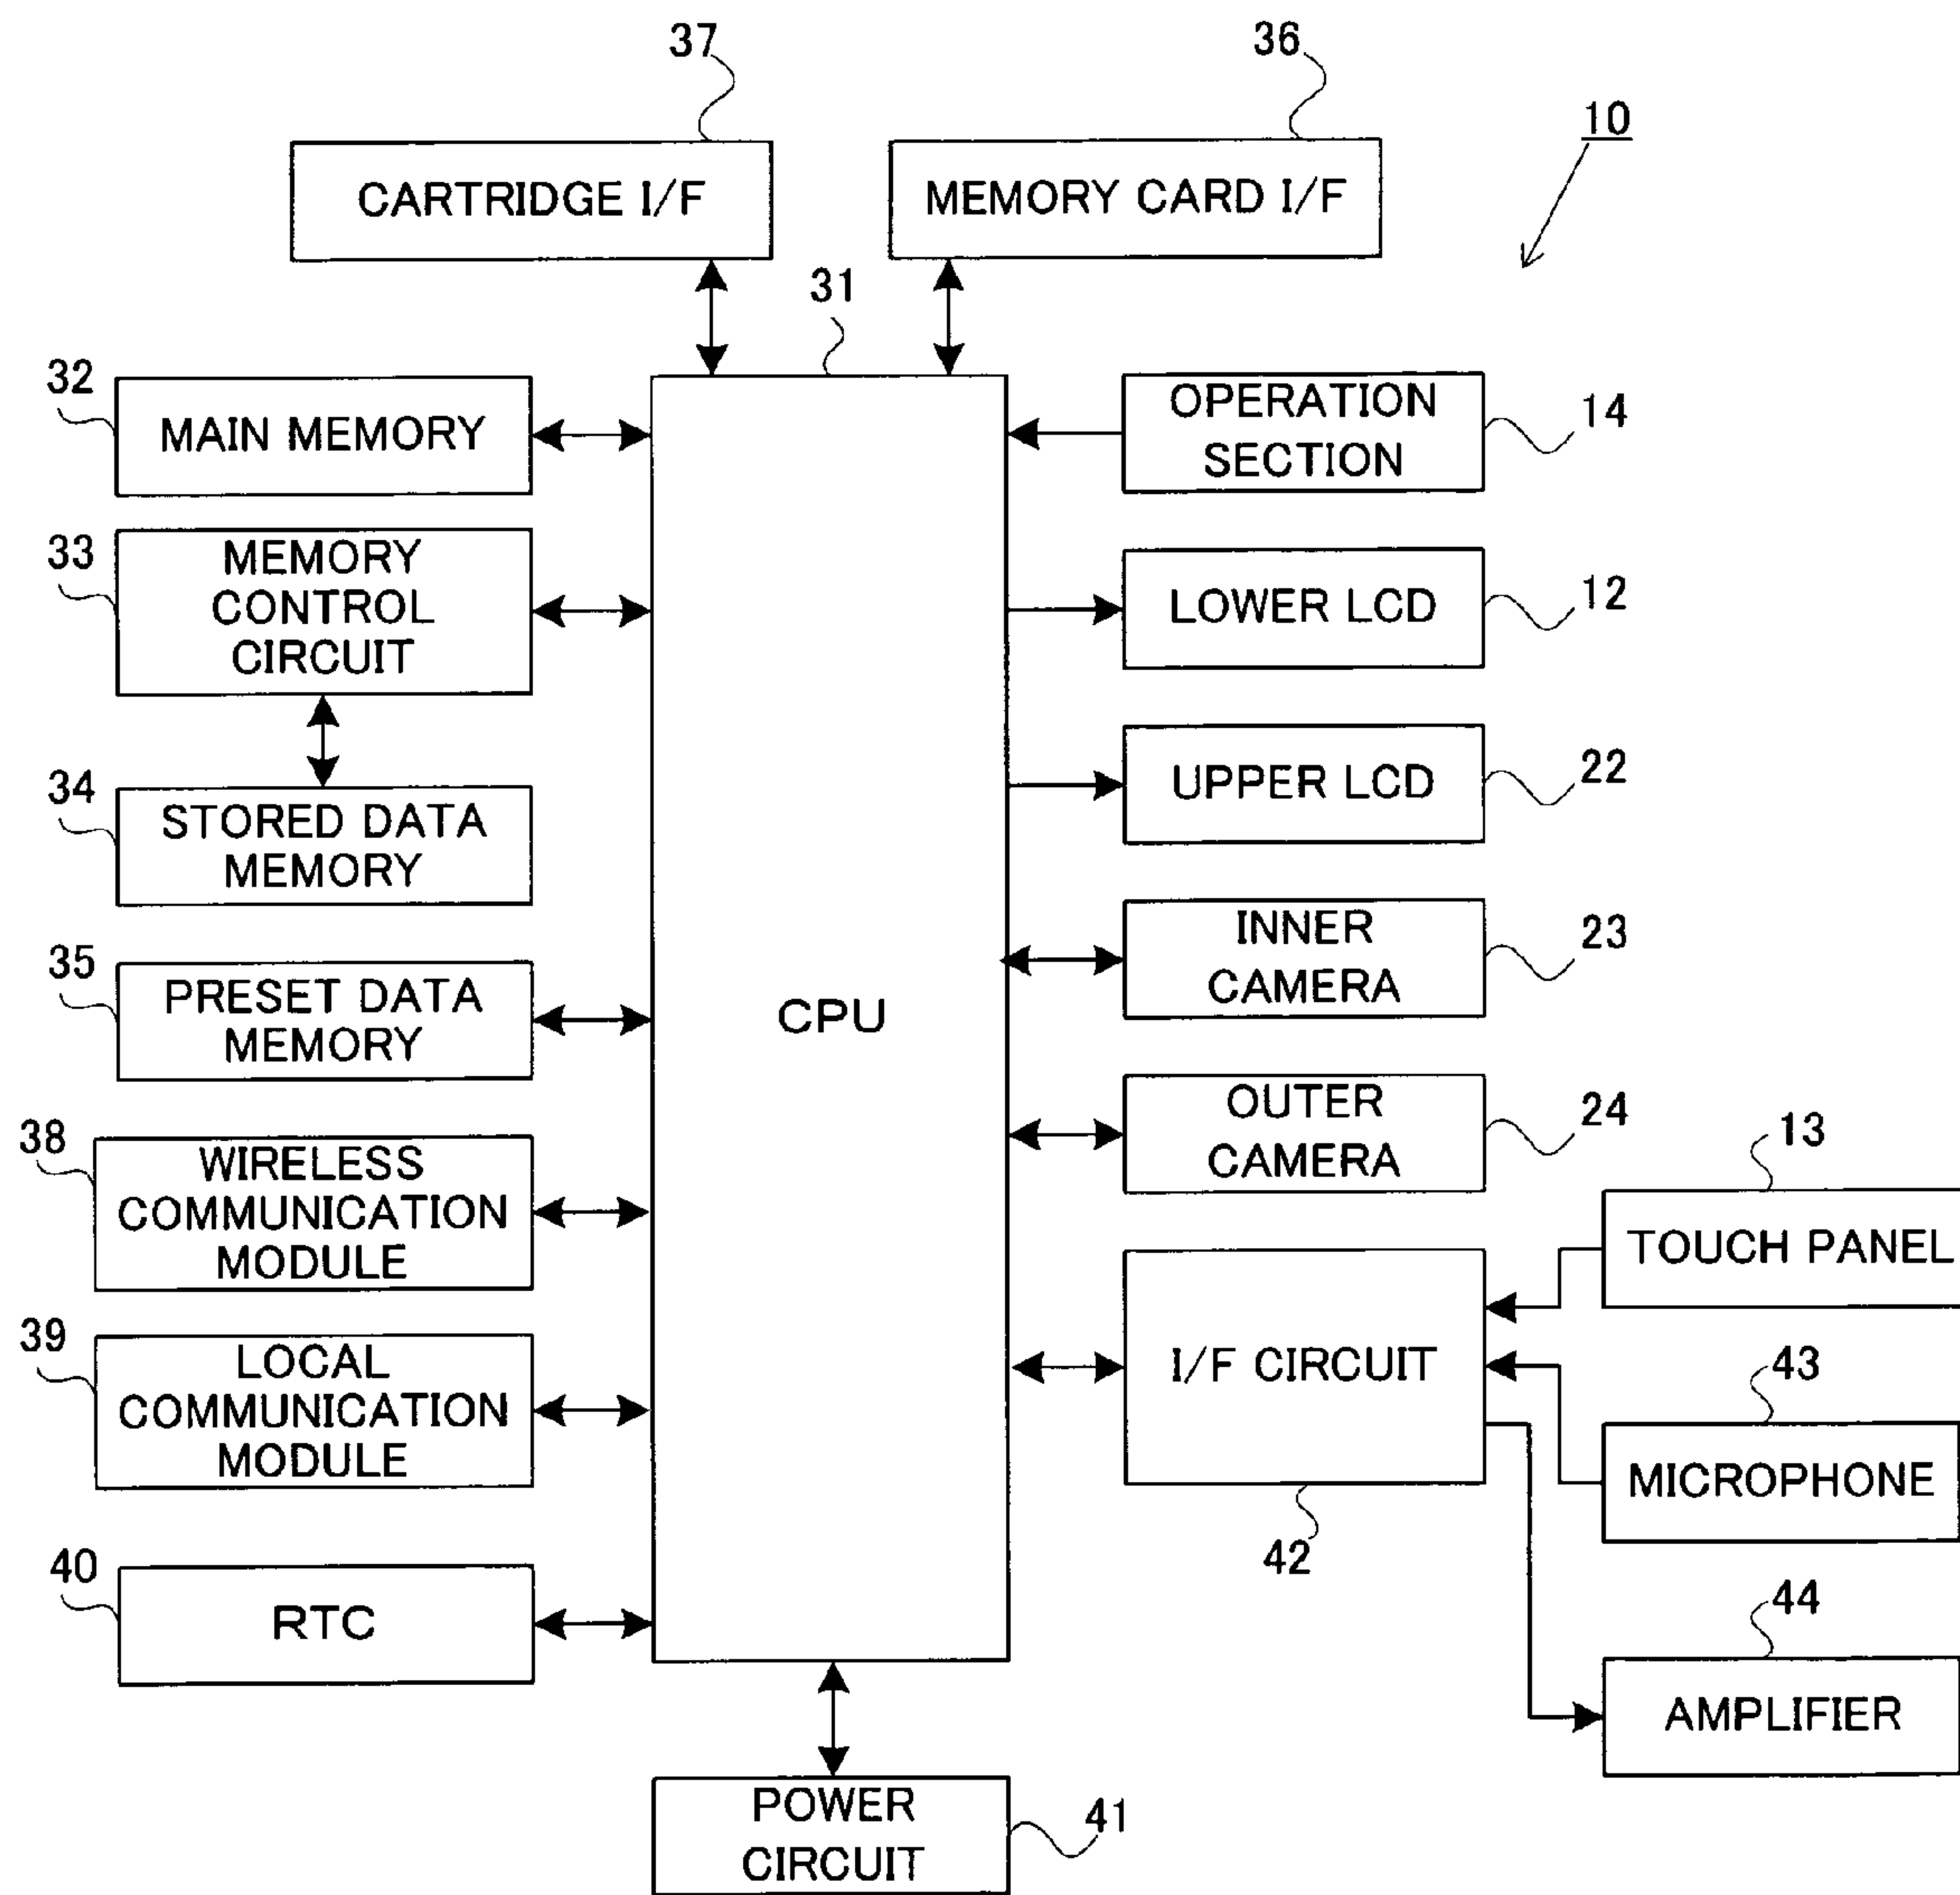 37
36
10
CARTRIDGE I/F
MEMORY CARD I/F
31
32
MAIN MEMORY
OPERATION
SECTION
14
33
MEMORY
CONTROL
CIRCUIT
LOWER LCD
12
34
STORED DATA
MEMORY
UPPER LCD
22
35
PRESET DATA
MEMORY
CPU
INNER
CAMERA
23
38
WIRELESS
COMMUNICATION
MODULE
OUTER
CAMERA
24
13
TOUCH PANEL
39
LOCAL
COMMUNICATION
MODULE
I/F CIRCUIT
42
43
MICROPHONE
40
RTC
44
AMPLIFIER
POWER
CIRCUIT
41